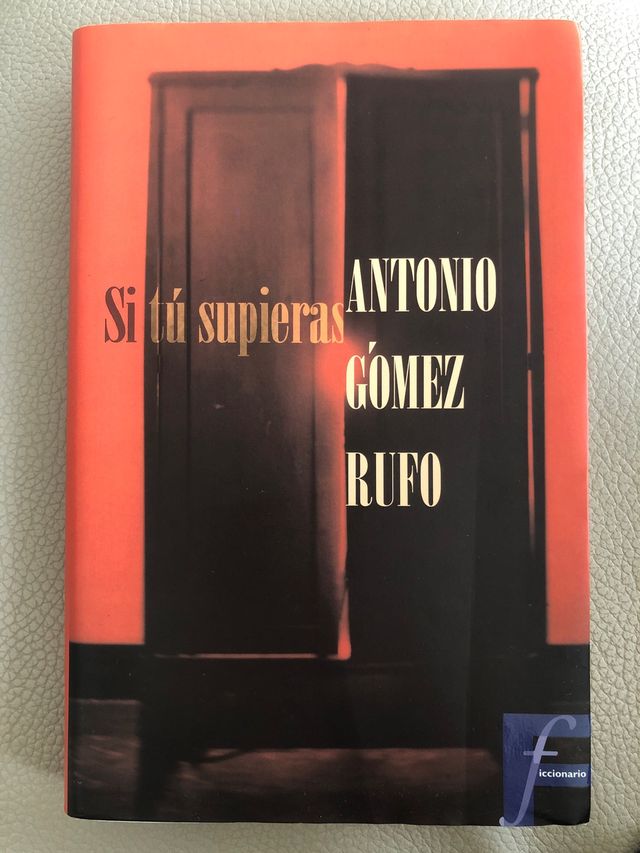 Si tú supieras
ANTONIO
GÓMEZ
RUFO
ficcionario